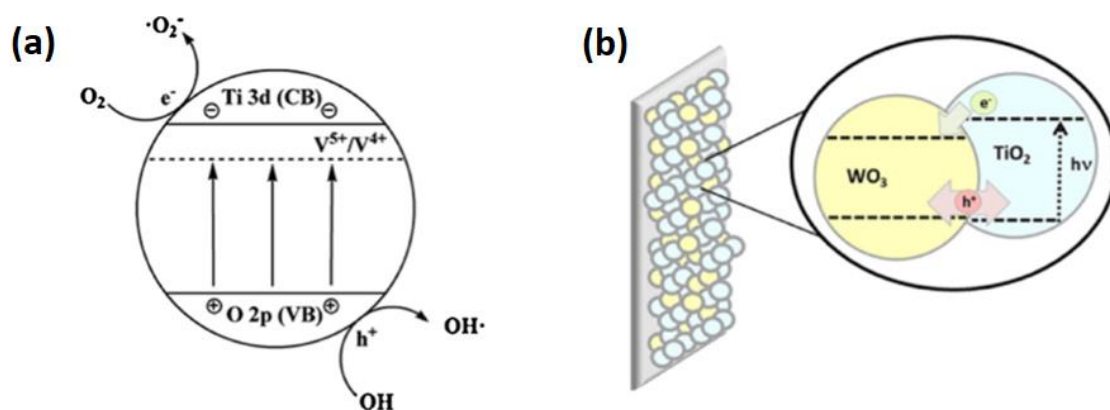 (a)
·O₂⁻
O₂
e⁻
Ti 3d (CB)
V⁵⁺/V⁴⁺
O 2p (VB)
h⁺
OH·
OH
(b)
e⁻
TiO₂
hν
WO₃
h⁺